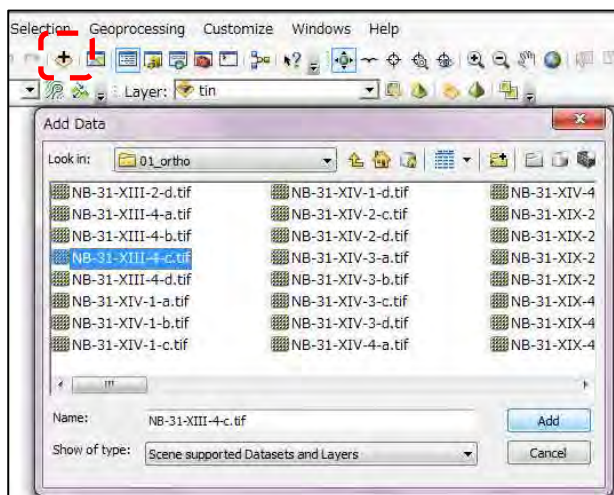 Selection Geoprocessing Customize Windows Help
Layer: tin
Add Data
Look in: 01_ortho
NB-31-XIII-2-d.tif NB-31-XIV-1-d.tif NB-31-XIV-4
NB-31-XIII-4-a.tif NB-31-XIV-2-c.tif NB-31-XIX-2
NB-31-XIII-4-b.tif NB-31-XIV-2-d.tif NB-31-XIX-2
NB-31-XIII-4-c.tif NB-31-XIV-3-a.tif NB-31-XIX-2
NB-31-XIII-4-d.tif NB-31-XIV-3-b.tif NB-31-XIX-2
NB-31-XIV-1-a.tif NB-31-XIV-3-c.tif NB-31-XIX-4
NB-31-XIV-1-b.tif NB-31-XIV-3-d.tif NB-31-XIX-4
NB-31-XIV-1-c.tif NB-31-XIV-4-a.tif NB-31-XIX-4
Name: NB-31-XIII-4-c.tif Add
Show of type: Scene supported Datasets and Layers Cancel